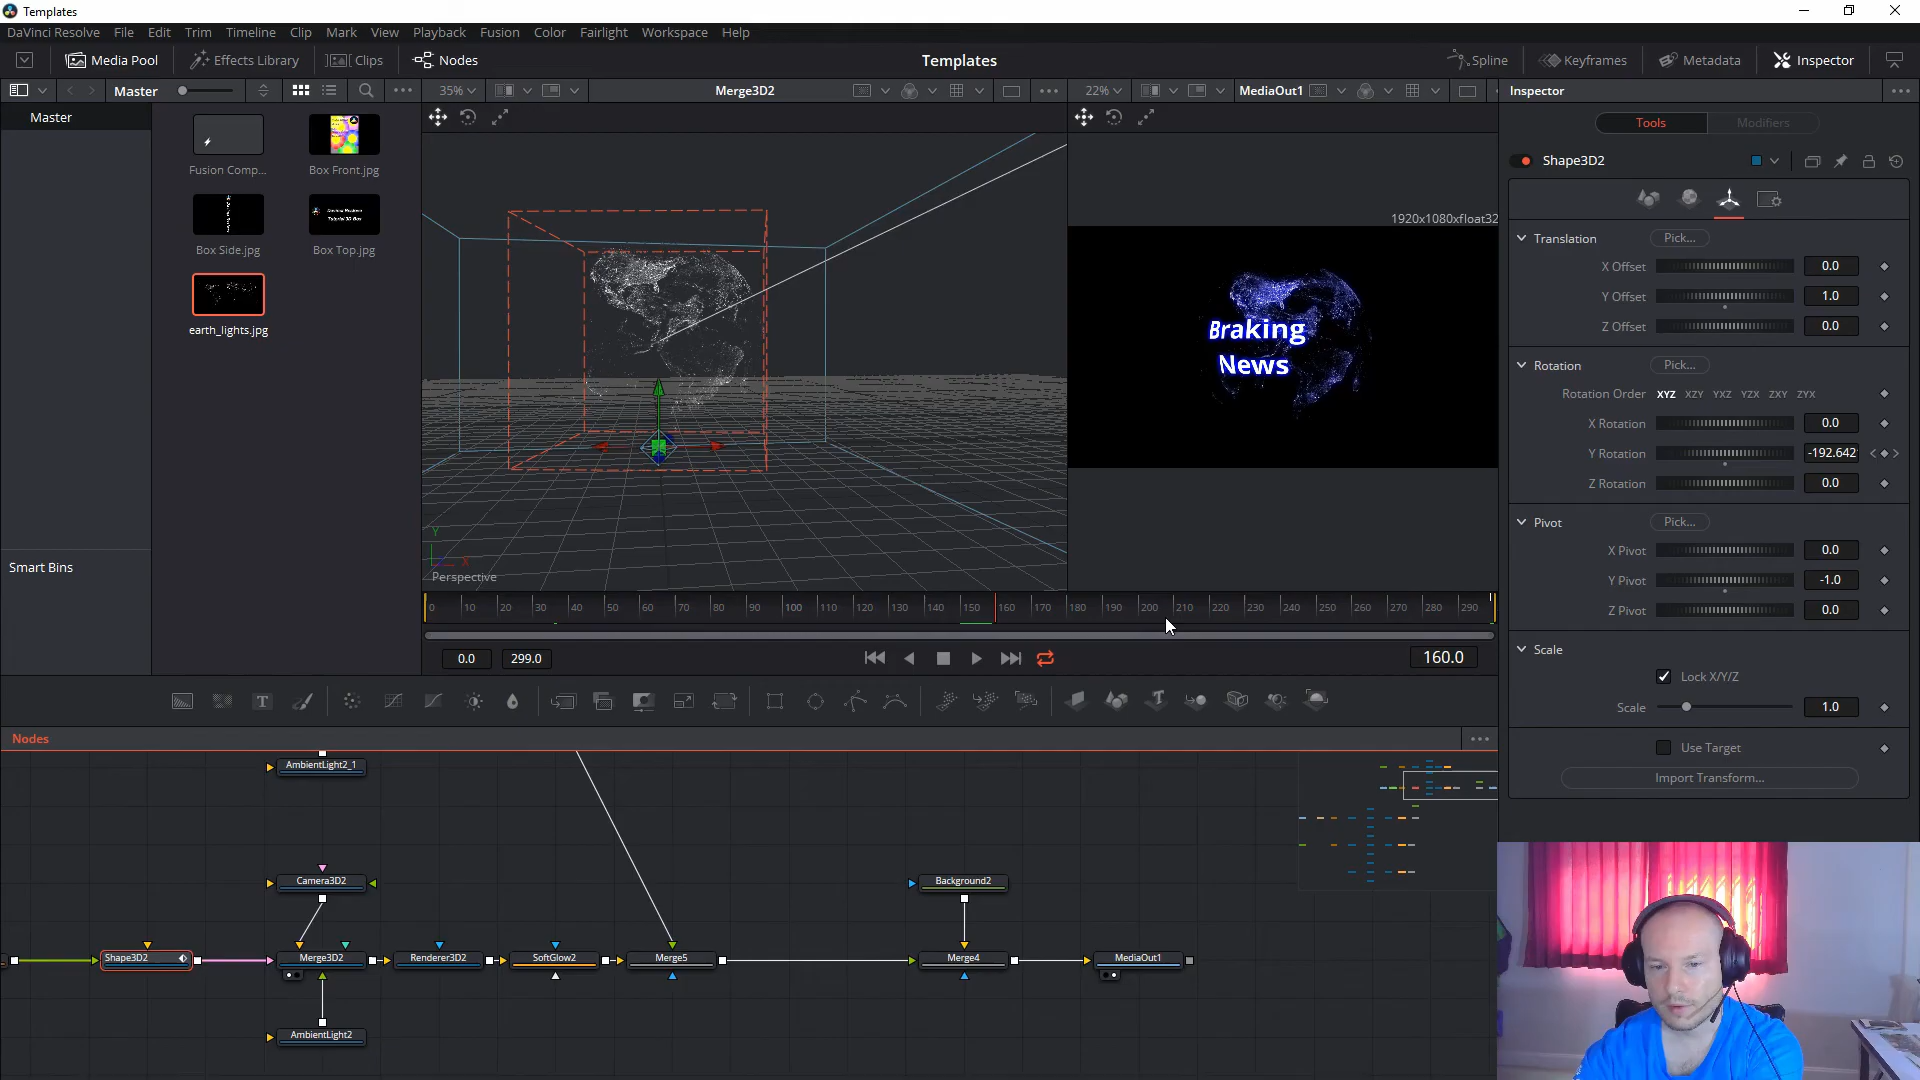 Templates
DaVinci Resolve File Edit Trim Timeline Clip Mark View Playback Fusion Color Fairlight Workspace Help
Media Pool Effects Library Clips Nodes Templates Spline Keyframes Metadata Inspector
Master 35% Merge3D2 22% MediaOut1 Inspector
Master
Tools Modifiers
Fusion Comp... Box Front.jpg
Box Side.jpg Box Top.jpg
earth_lights.jpg
Smart Bins
Y
X
Perspective
1920x1080xfloat32
Braking
News
Shape3D2
Translation Pick...
X Offset 0.0
Y Offset 1.0
Z Offset 0.0
Rotation Pick...
Rotation Order XYZ XZY YXZ YZX ZXY ZYX
X Rotation 0.0
Y Rotation -192.642
Z Rotation 0.0
Pivot Pick...
X Pivot 0.0
Y Pivot -1.0
Z Pivot 0.0
Scale
Lock X/Y/Z
Scale 1.0
Use Target
Import Transform...
0 10 20 30 40 50 60 70 80 90 100 110 120 130 140 150 160 170 180 190 200 210 220 230 240 250 260 270 280 290
0.0 299.0 160.0
Nodes
AmbientLight2_1
Camera3D2 Background2
Shape3D2 Merge3D2 Renderer3D2 SoftGlow2 Merge5 Merge4 MediaOut1
AmbientLight2